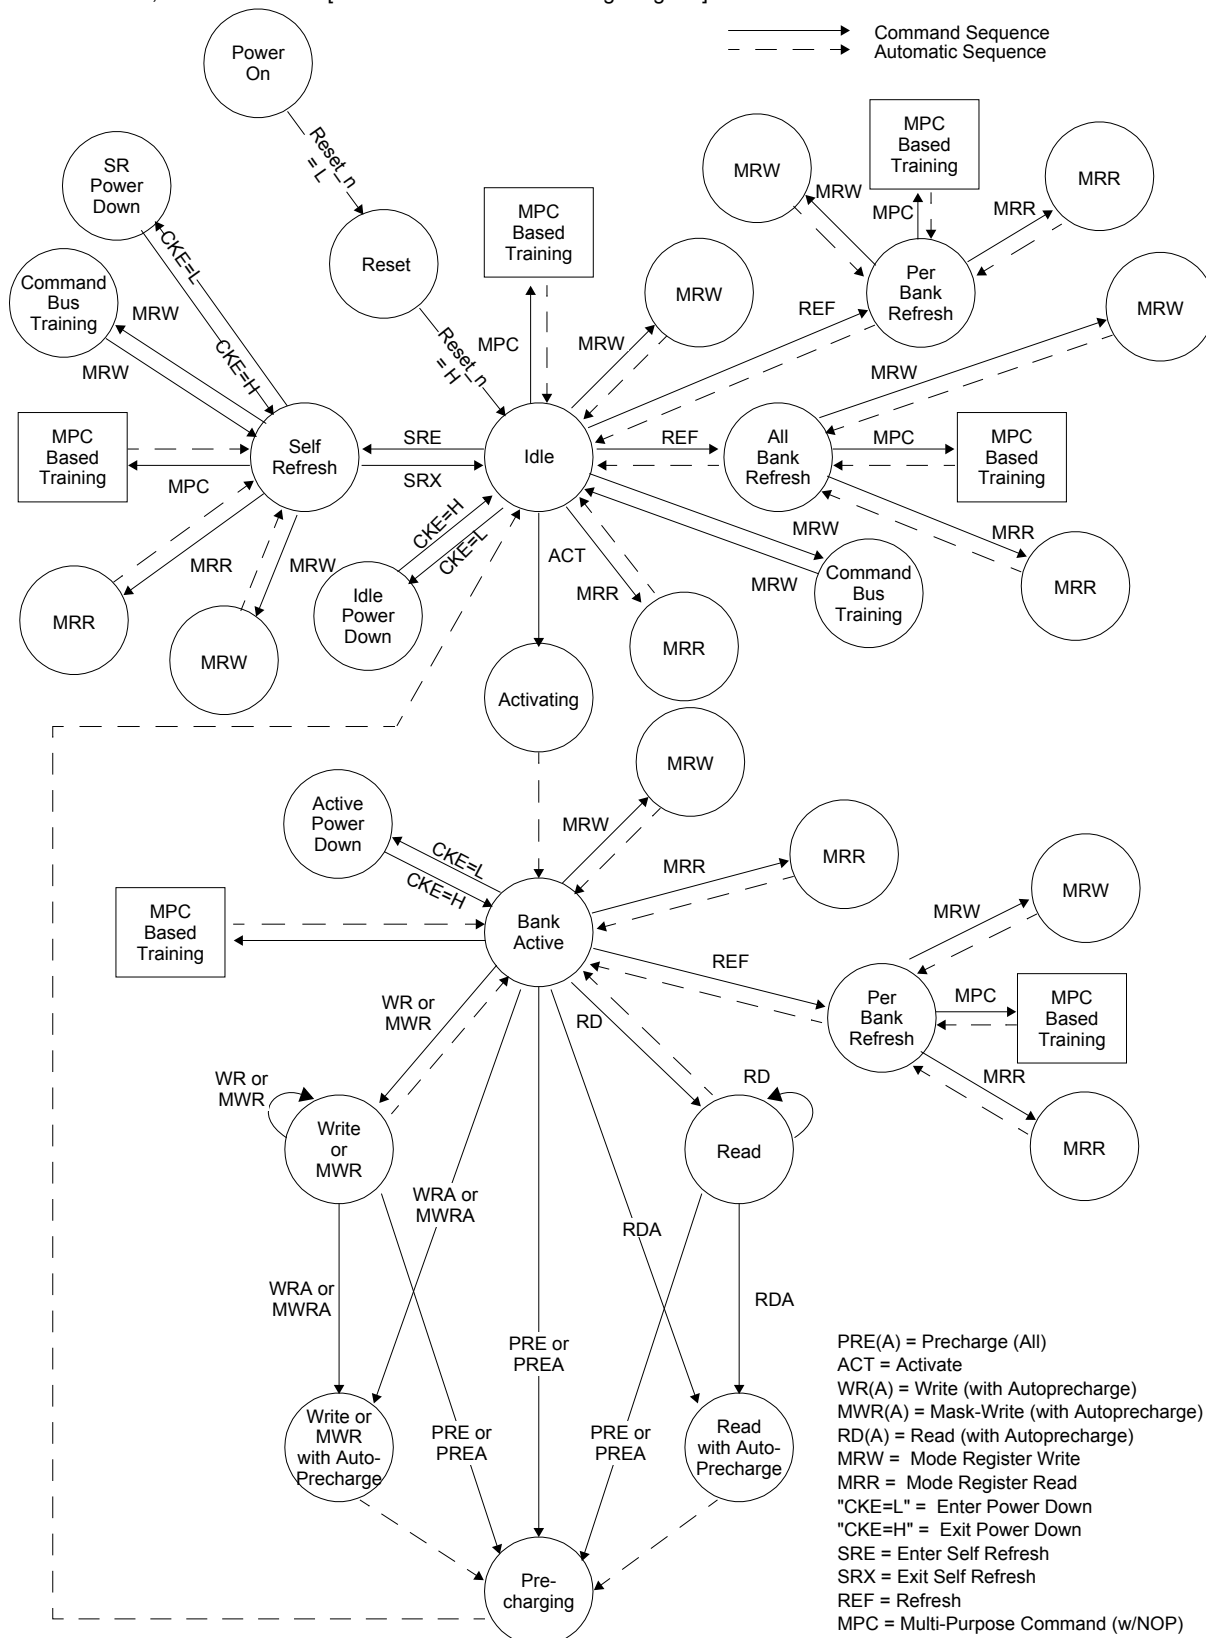 Power
On
Command Sequence
Automatic Sequence
Reset_n
= L
SR
Power
Down
MPC
Based
Training
MPC
Based
Training
MRW
MRW
MPC
MRR
MRR
CKE=L
Reset
Command
Bus
Training
MRW
MRW
CKE=H
Reset_n
= H
MPC
MRW
MRW
REF
Per
Bank
Refresh
MRW
MRW
MPC
Based
Training
MPC
Self
Refresh
SRE
SRX
Idle
REF
All
Bank
Refresh
MPC
MPC
Based
Training
CKE=H
CKE=L
MRR
MRR
MRW
MRW
Idle
Power
Down
ACT
MRR
MRR
MRW
MRW
Command
Bus
Training
MRR
MRR
Activating
Active
Power
Down
CKE=L
CKE=H
MRW
MRW
MRR
MRR
MPC
Based
Training
Bank
Active
REF
Per
Bank
Refresh
MRW
MRW
MPC
MPC
Based
Training
MRR
MRR
WR or
MWR
RD
WR or
MWR
Write
or
MWR
RD
Read
WRA or
MWRA
RDA
WRA or
MWRA
RDA
PRE or
PREA
PRE or
PREA
PRE or
PREA
Write or
MWR
with Auto-
Precharge
Read
with Auto-
Precharge
Pre-
charging
PRE(A) = Precharge (All)
ACT = Activate
WR(A) = Write (with Autoprecharge)
MWR(A) = Mask-Write (with Autoprecharge)
RD(A) = Read (with Autoprecharge)
MRW =  Mode Register Write
MRR =  Mode Register Read
"CKE=L" =  Enter Power Down
"CKE=H" =  Exit Power Down
SRE = Enter Self Refresh
SRX = Exit Self Refresh
REF = Refresh
MPC = Multi-Purpose Command (w/NOP)